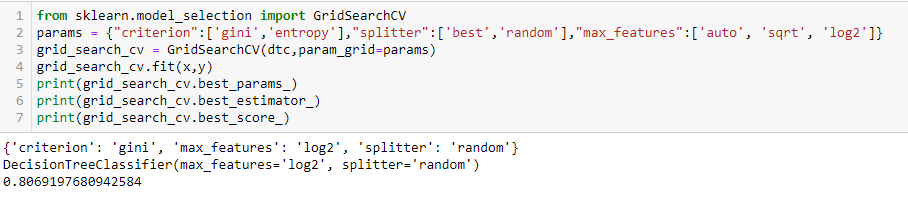 1 from sklearn.model_selection import GridSearchCV
2 params = {"criterion":['gini','entropy'],"splitter":['best','random'],"max_features":['auto', 'sqrt', 'log2']}
3 grid_search_cv = GridSearchCV(dtc,param_grid=params)
4 grid_search_cv.fit(x,y)
5 print(grid_search_cv.best_params_)
6 print(grid_search_cv.best_estimator_)
7 print(grid_search_cv.best_score_)
{'criterion': 'gini', 'max_features': 'log2', 'splitter': 'random'}
DecisionTreeClassifier(max_features='log2', splitter='random')
0.8069197680942584